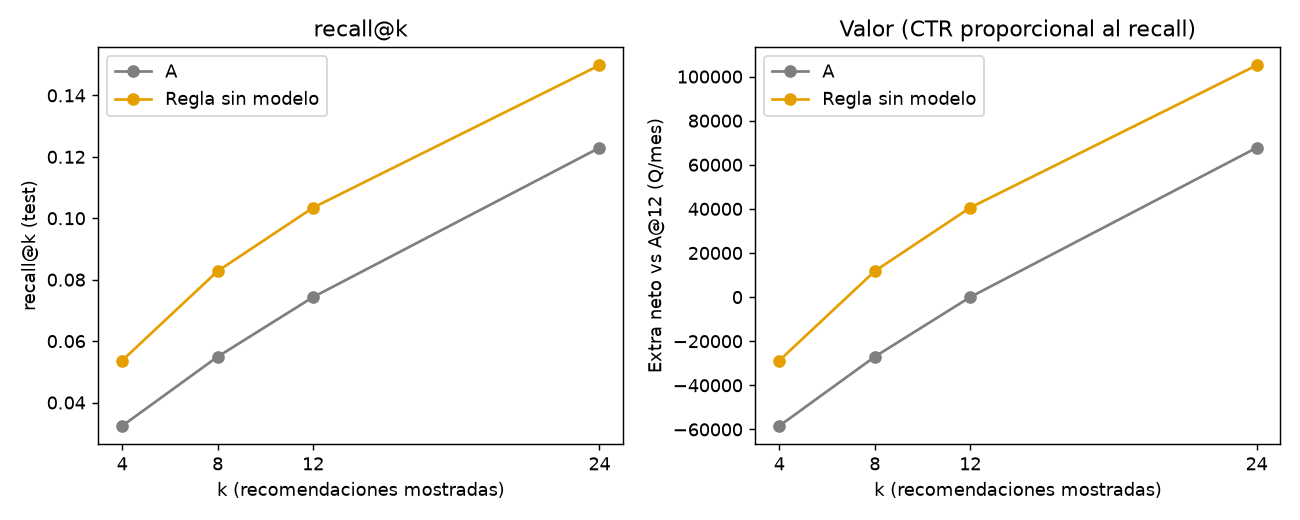 recall@k
A
Regla sin modelo
recall@k (test)
0.14
0.12
0.10
0.08
0.06
0.04
4
8
12
24
k (recomendaciones mostradas)
Valor (CTR proporcional al recall)
A
Regla sin modelo
Extra neto vs A@12 (Q/mes)
100000
80000
60000
40000
20000
0
−20000
−40000
−60000
4
8
12
24
k (recomendaciones mostradas)